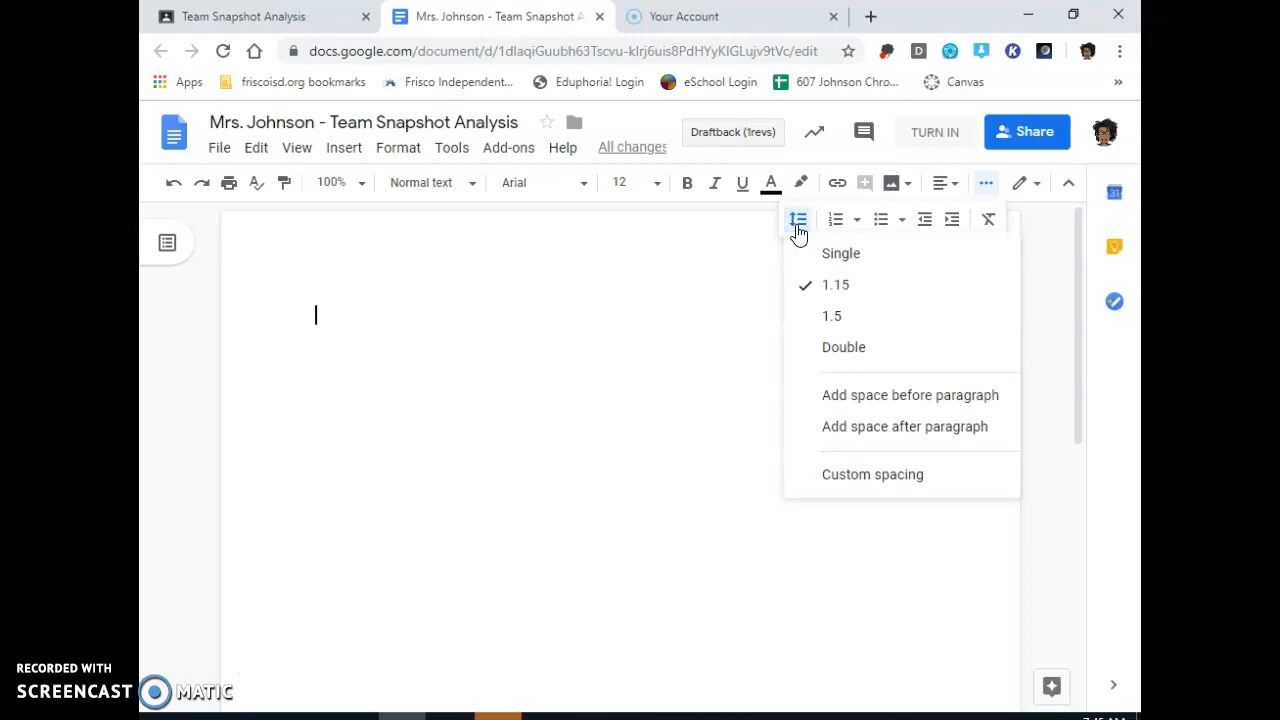 Team Snapshot Analysis
Mrs. Johnson - Team Snapshot A
Your Account
docs.google.com/document/d/1dlaqiGuubh63Tscvu-klrj6uis8PdHYyKlGLujv9tVc/edit
Apps
friscoisd.org bookmarks
Frisco Independent...
Eduphoria! Login
eSchool Login
607 Johnson Chro...
Canvas
»
Mrs. Johnson - Team Snapshot Analysis
Draftback (1revs)
TURN IN
Share
File Edit View Insert Format Tools Add-ons Help All changes
100% Normal text Arial 12 B I U A
Single
1.15
1.5
Double
Add space before paragraph
Add space after paragraph
Custom spacing
31
RECORDED WITH
SCREENCAST MATIC